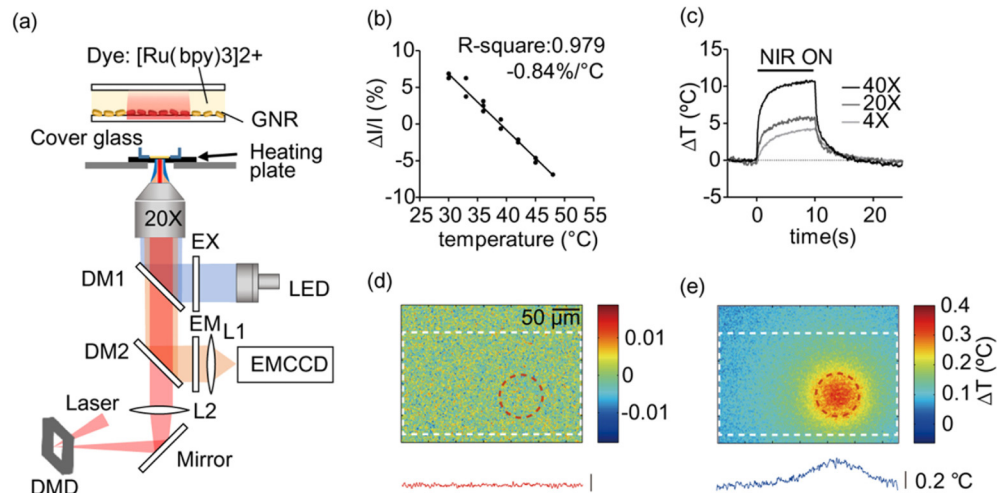 (a)
Dye: [Ru(bpy)3]2+
GNR
Cover glass
Heating
plate
20X
EX
DM1
LED
EM
L1
DM2
EMCCD
Laser
L2
Mirror
DMD
(b)
R-square:0.979
-0.84%/°C
ΔI/I (%)
10
5
0
-5
-10
25 30 35 40 45 50 55
temperature (°C)
(c)
NIR ON
40X
20X
4X
ΔT (ºC)
15
10
5
0
-5
0 10 20
time(s)
(d)
50 µm
0.01
0
-0.01
(e)
0.4
0.3
0.2
0.1
0
ΔT (ºC)
0.2 ℃